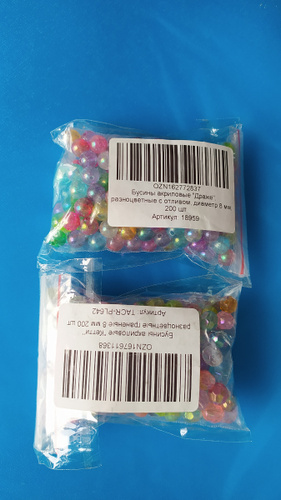 OZN162772837
Бусины акриловые "Драже"
разноцветные с отливом, диаметр 8 мм
200 шт
Артикул 18959
OZN167611368
Бусины акриловые "Кегги"
разноцветные граненые 8 мм 200 шт
Артикул TACR-PL642